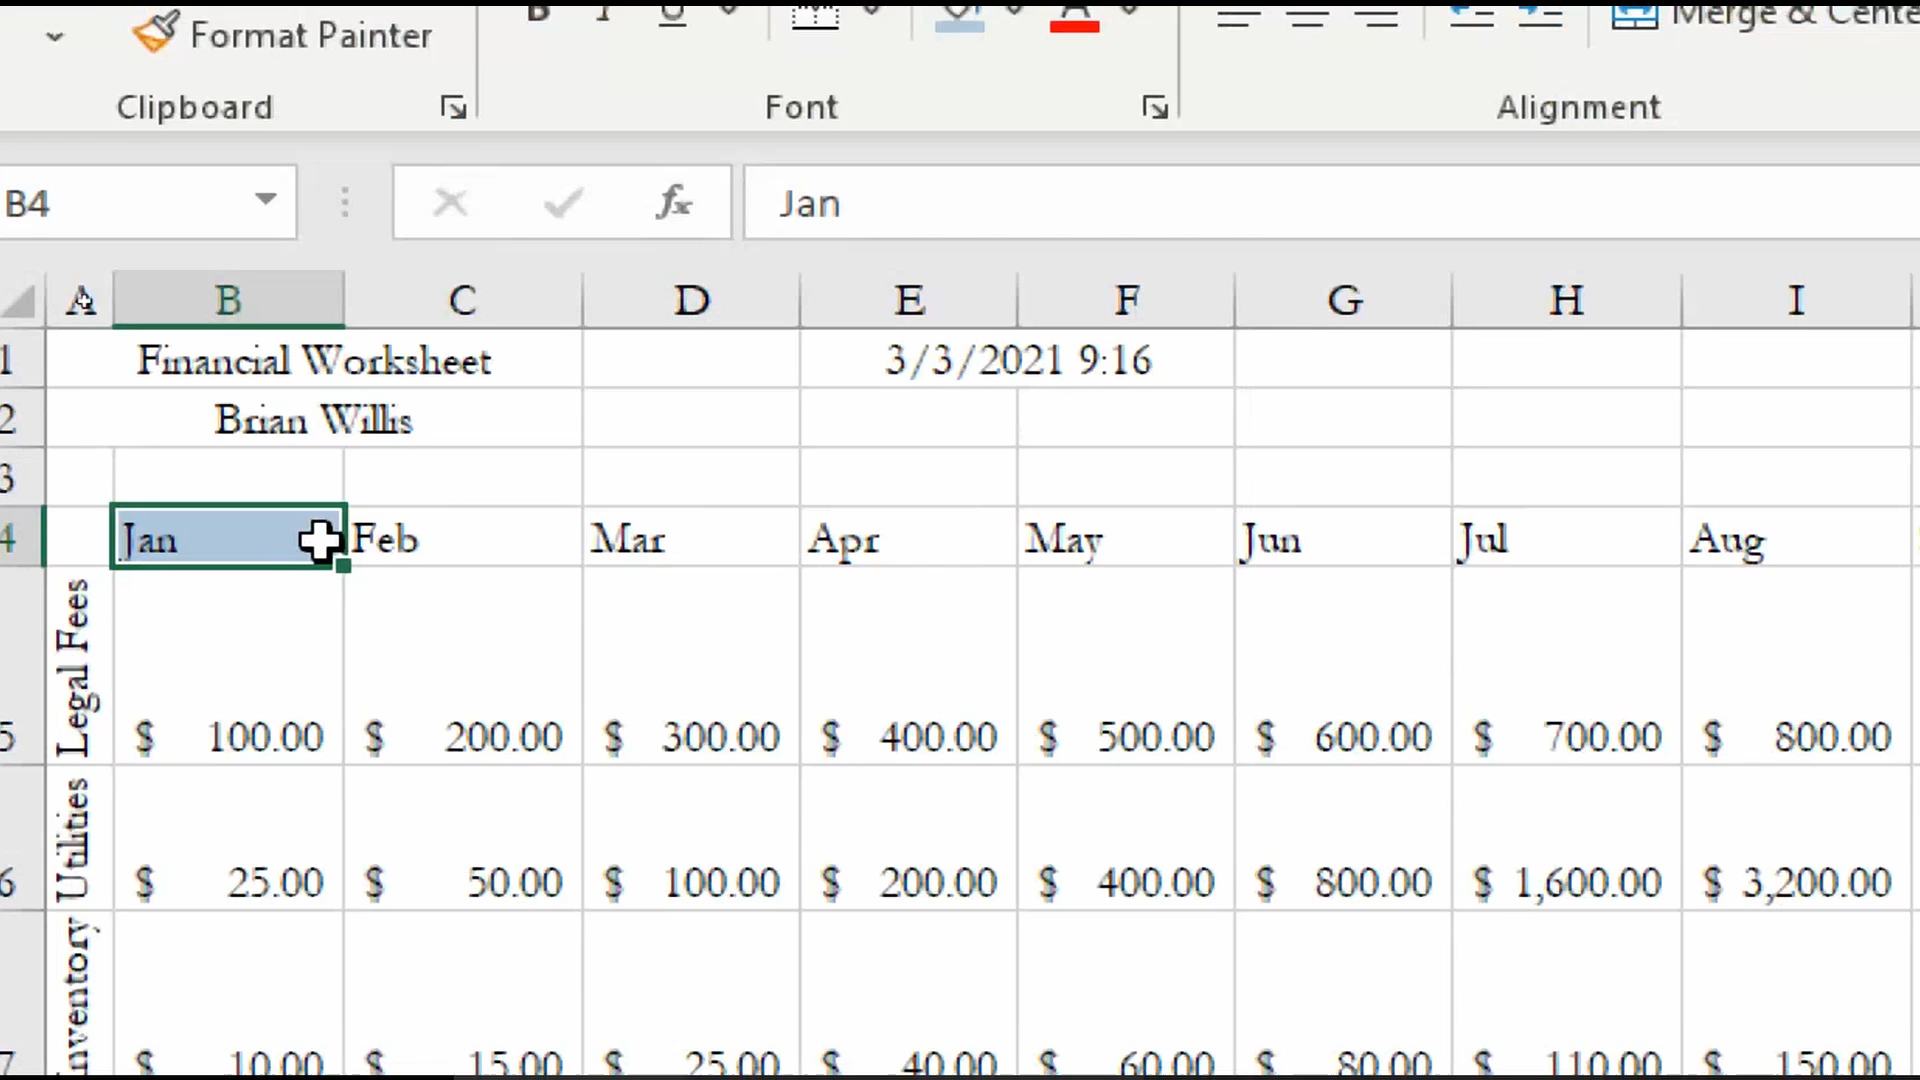 B I U A Merge & Cente
Format Painter
Clipboard Font Alignment
B4 fx Jan
A B C D E F G H I
1 Financial Worksheet 3/3/2021 9:16
2 Brian Willis
3
4 Jan Feb Mar Apr May Jun Jul Aug
5 Legal Fees $ 100.00 $ 200.00 $ 300.00 $ 400.00 $ 500.00 $ 600.00 $ 700.00 $ 800.00
6 Utilities $ 25.00 $ 50.00 $ 100.00 $ 200.00 $ 400.00 $ 800.00 $ 1,600.00 $ 3,200.00
7 Inventory $ 10.00 $ 15.00 $ 25.00 $ 40.00 $ 60.00 $ 80.00 $ 110.00 $ 150.00